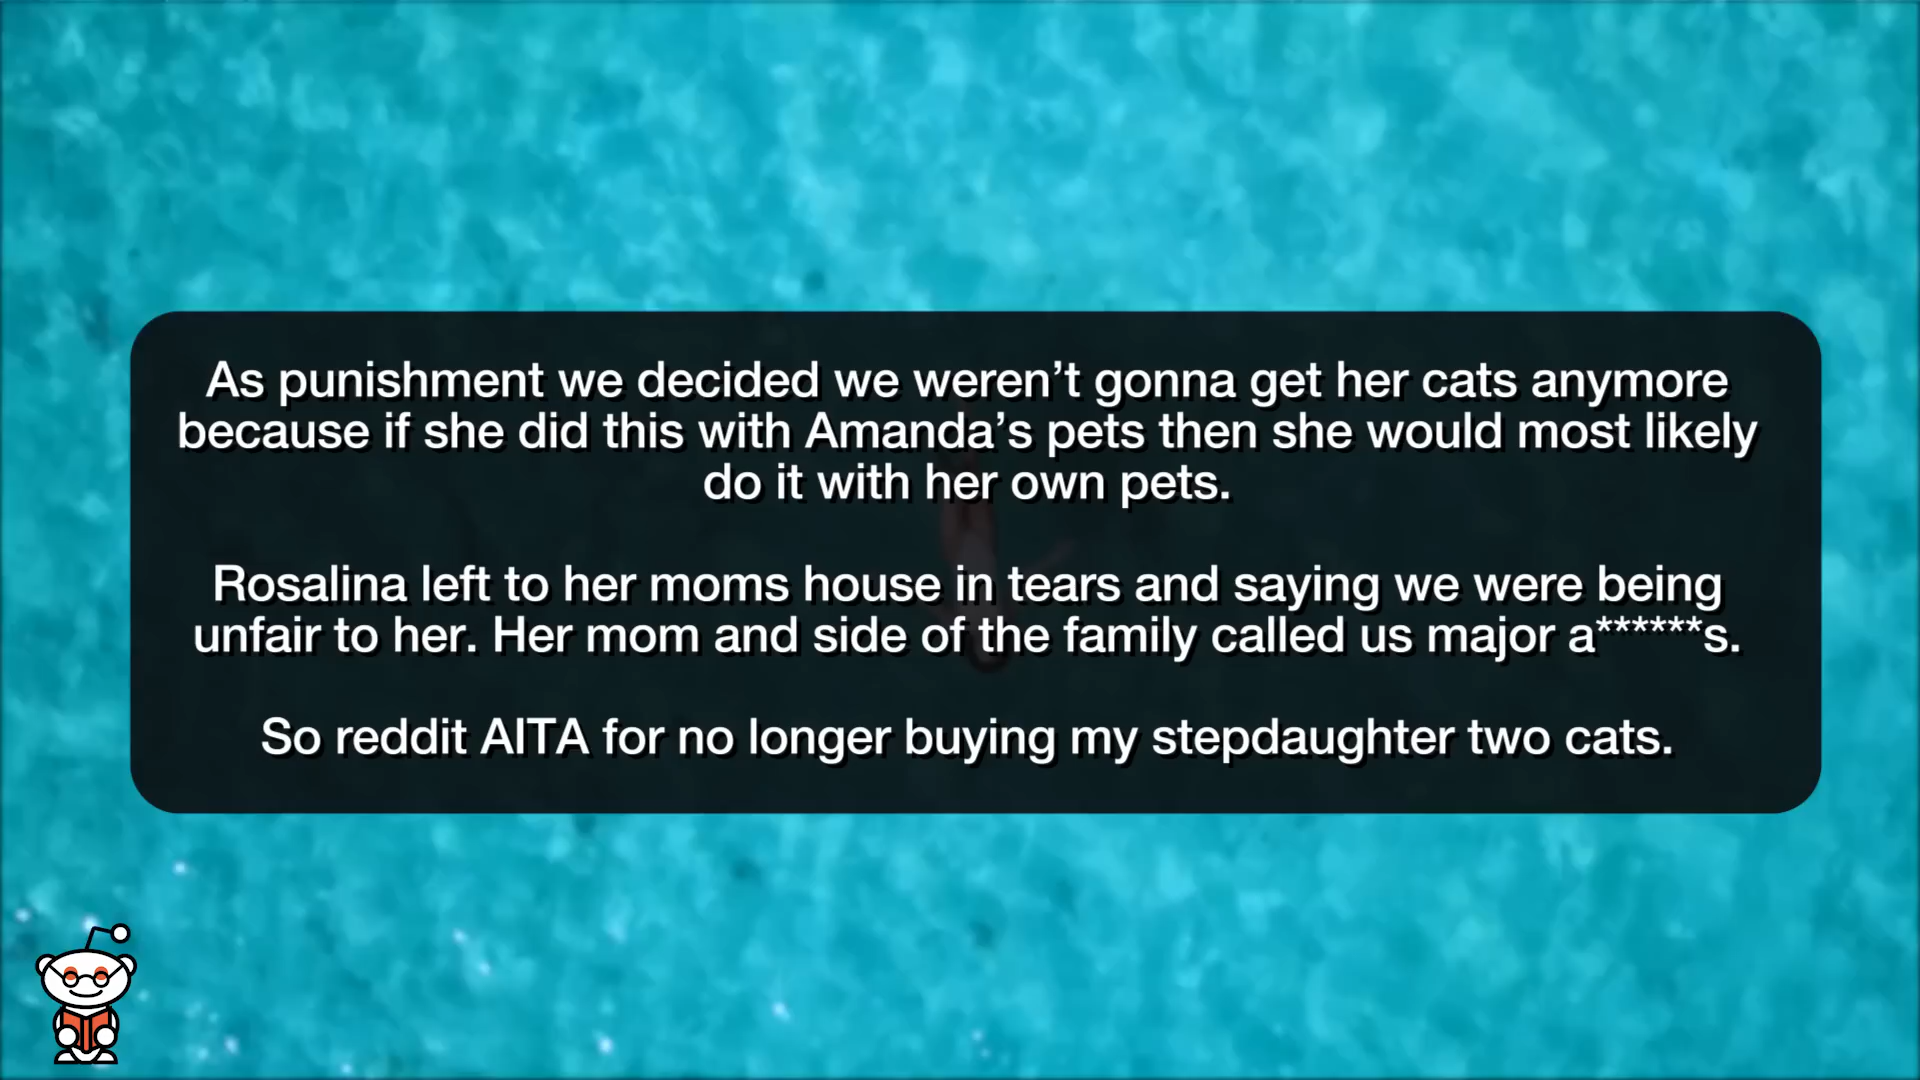 As punishment we decided we weren’t gonna get her cats anymore
because if she did this with Amanda’s pets then she would most likely
do it with her own pets.
Rosalina left to her moms house in tears and saying we were being
unfair to her. Her mom and side of the family called us major a******s.
So reddit AITA for no longer buying my stepdaughter two cats.